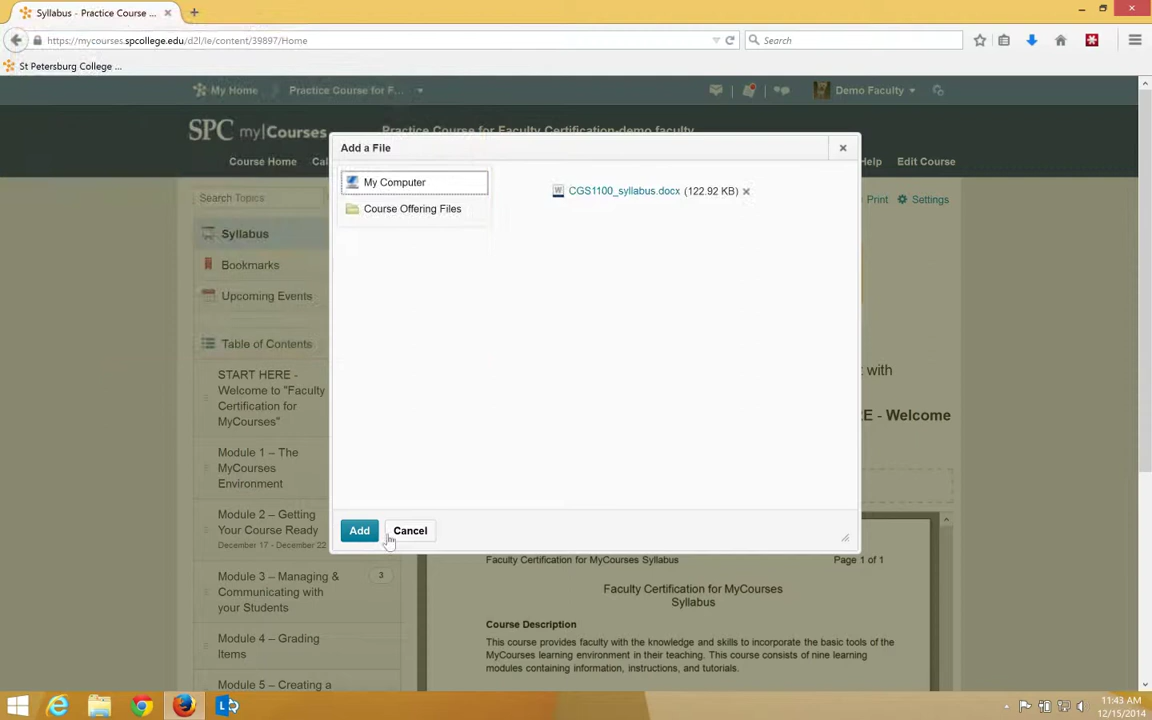 Syllabus - Practice Course ...
https://mycourses.spcollege.edu/d2l/le/content/39897/Home
Search
St Petersburg College ...
My Home
Practice Course for F...
Demo Faculty
SPC my|Courses
Practice Course for Faculty Certification-demo faculty
Course Home
Cal
Help
Edit Course
Add a File
My Computer
Course Offering Files
CGS1100_syllabus.docx (122.92 KB)
Add
Cancel
Search Topics
Print
Settings
Syllabus
Bookmarks
Upcoming Events
Table of Contents
START HERE -
Welcome to "Faculty
Certification for
MyCourses"
Module 1 – The
MyCourses
Environment
Module 2 – Getting
Your Course Ready
December 17 - December 22
Module 3 – Managing &
Communicating with
your Students
3
Module 4 – Grading
Items
Module 5 – Creating a
t with
RE - Welcome
Faculty Certification for MyCourses Syllabus
Page 1 of 1
Faculty Certification for MyCourses
Syllabus
Course Description
This course provides faculty with the knowledge and skills to incorporate the basic tools of the
MyCourses learning environment in their teaching. This course consists of nine learning
modules containing information, instructions, and tutorials.
11:43 AM
12/15/2014